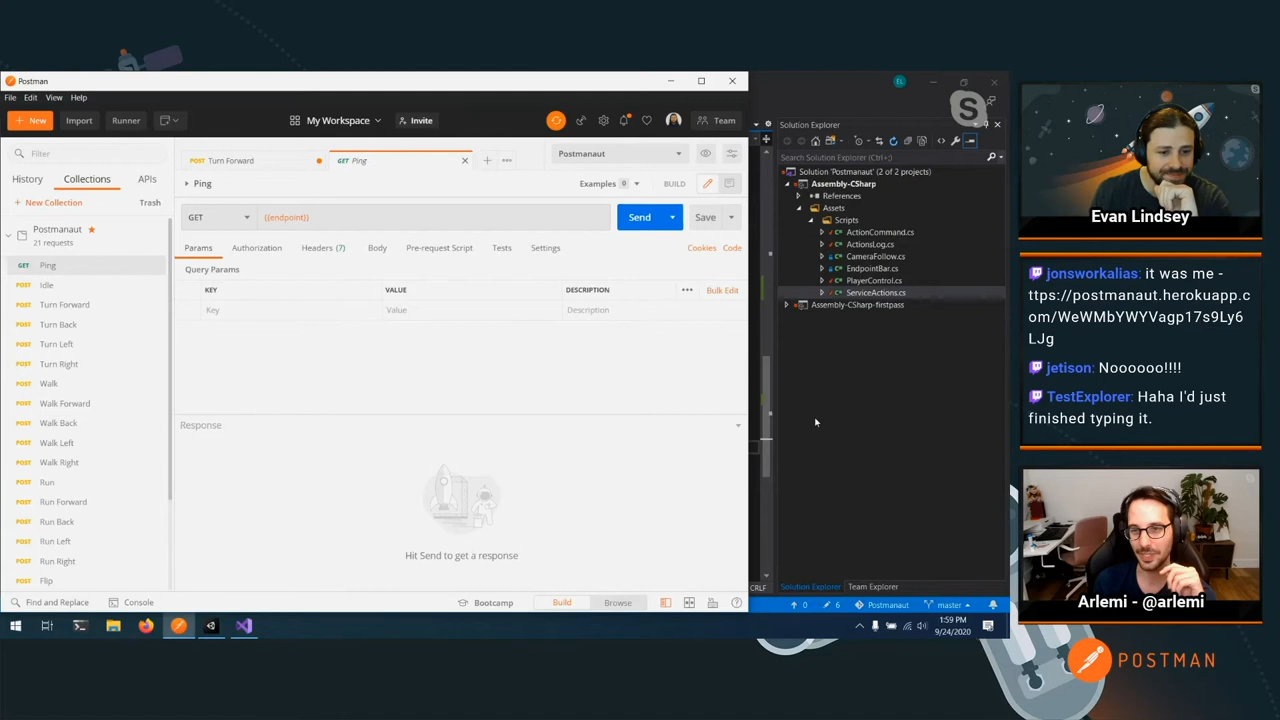 Postman
File Edit View Help
+ New
Import
Runner
My Workspace
Invite
Team
Filter
History
Collections
APIs
+ New Collection
Trash
Postmanaut
21 requests
GET Ping
POST Idle
POST Turn Forward
POST Turn Back
POST Turn Left
POST Turn Right
POST Walk
POST Walk Forward
POST Walk Back
POST Walk Left
POST Walk Right
POST Run
POST Run Forward
POST Run Back
POST Run Left
POST Run Right
POST Flip
POST Turn Forward
GET Ping
Postmanaut
Ping
Examples 0
BUILD
GET
{{endpoint}}
Send
Save
Params
Authorization
Headers (7)
Body
Pre-request Script
Tests
Settings
Cookies
Code
Query Params
KEY
VALUE
DESCRIPTION
Bulk Edit
Key
Value
Description
Response
Hit Send to get a response
Find and Replace
Console
Bootcamp
Build
Browse
EL
Solution Explorer
Search Solution Explorer (Ctrl+;)
Solution 'Postmanaut' (2 of 2 projects)
Assembly-CSharp
References
Assets
Scripts
ActionCommand.cs
ActionsLog.cs
CameraFollow.cs
EndpointBar.cs
PlayerControl.cs
ServiceActions.cs
Assembly-CSharp-firstpass
CRLF
Solution Explorer
Team Explorer
0
6
Postmanaut
master
1:59 PM
9/24/2020
Evan Lindsey
jonsworkalias: it was me -
ttps://postmanaut.herokuapp.c
om/WeWMbYWYVagp17s9Ly6
LJg
jetison: Noooooo!!!!
TestExplorer: Haha I'd just
finished typing it.
Arlemi - @arlemi
POSTMAN